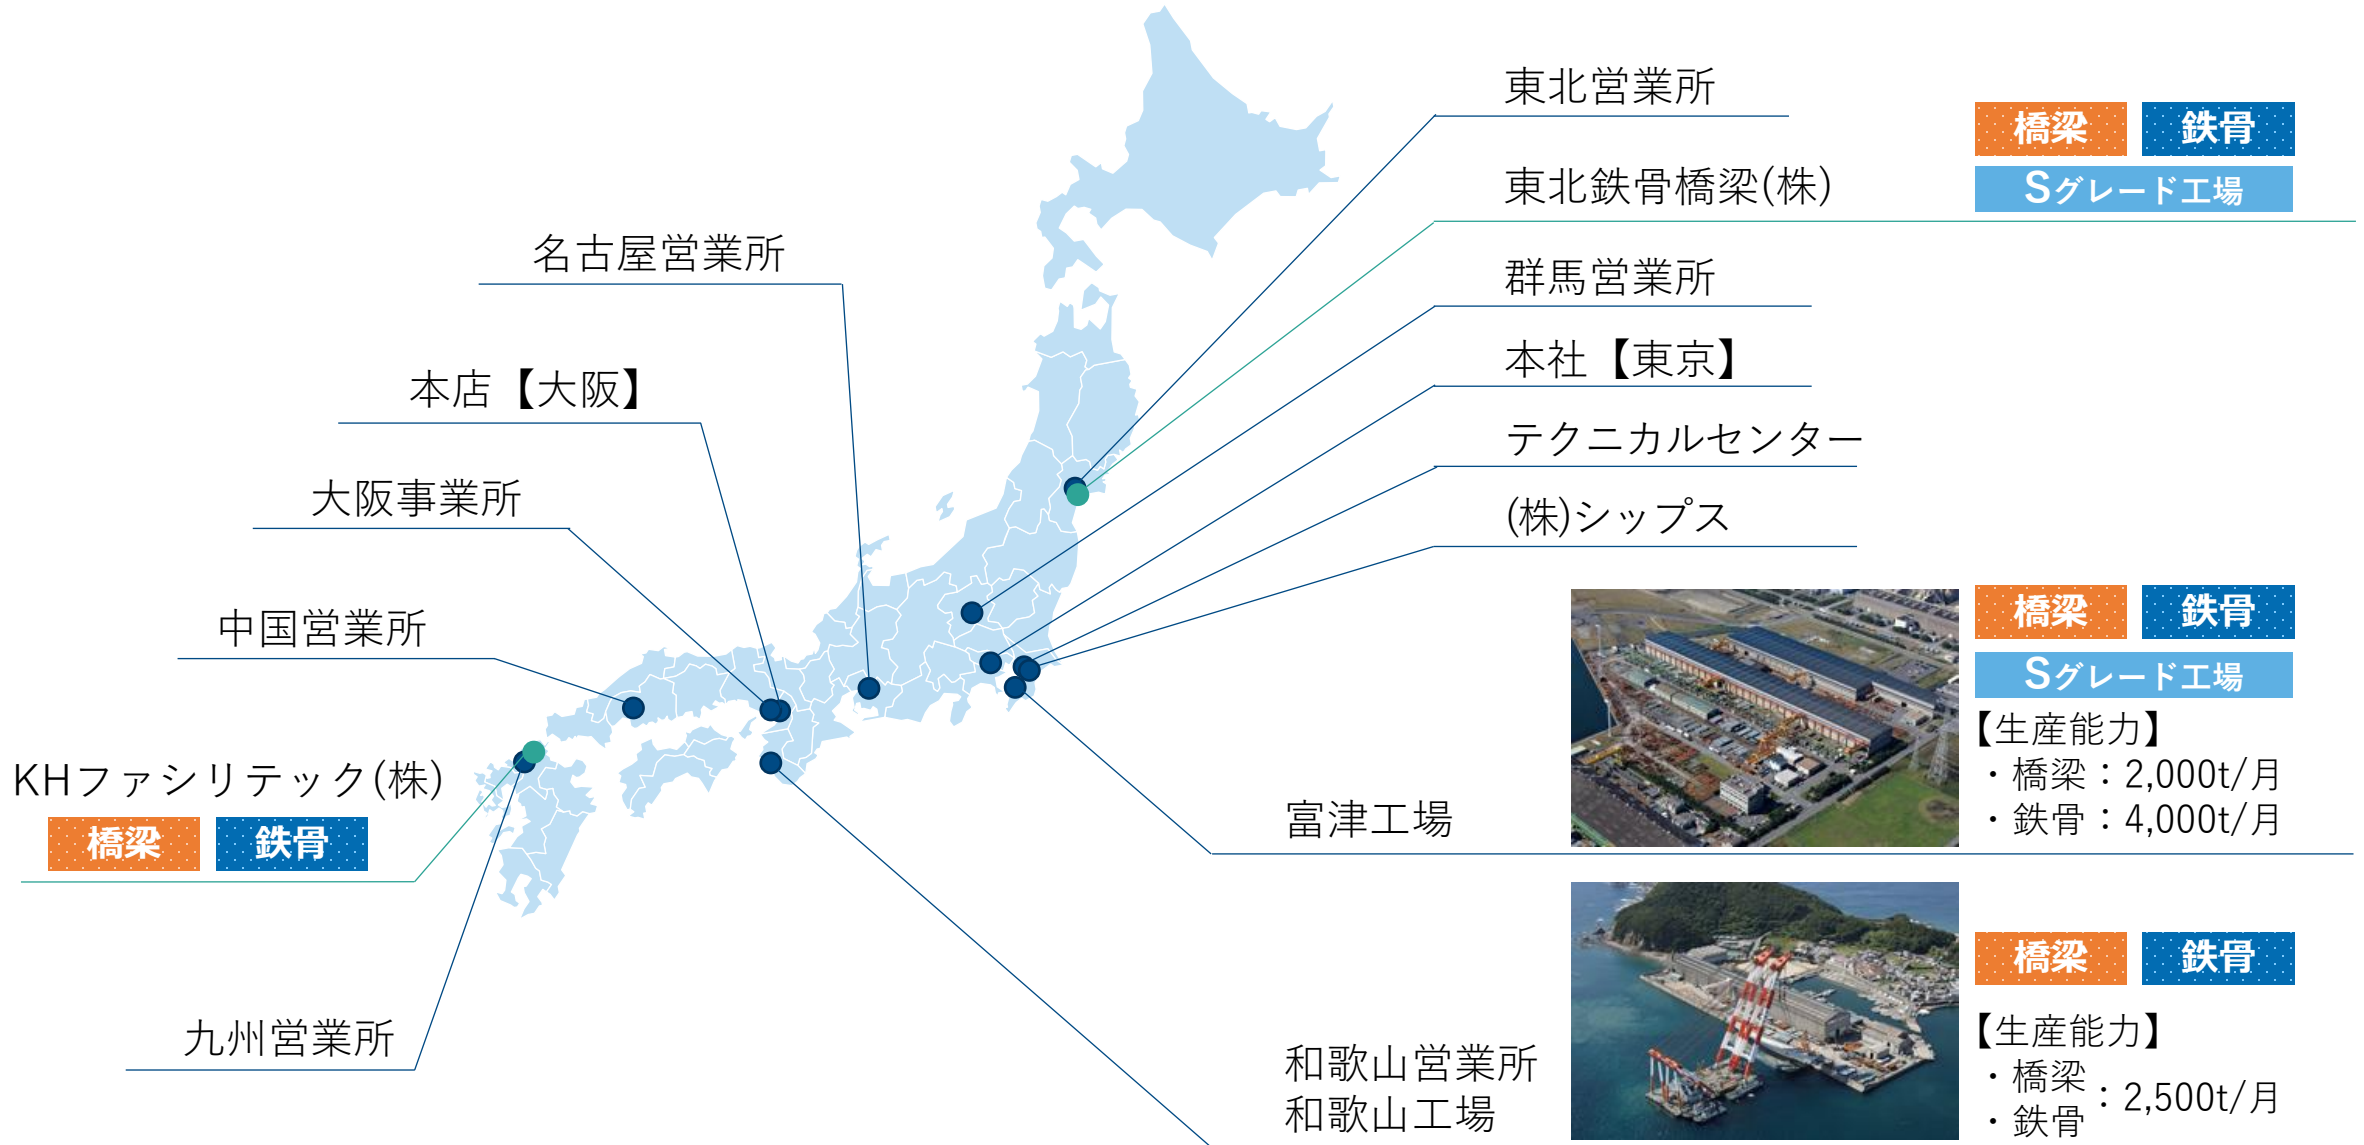 東北営業所
橋梁 鉄骨
東北鉄骨橋梁(株)
Sグレード工場
名古屋営業所
群馬営業所
本社【東京】
本店【大阪】
テクニカルセンター
大阪事業所
(株)シップス
中国営業所
橋梁 鉄骨
Sグレード工場
【生産能力】
・橋梁：2,000t/月
・鉄骨：4,000t/月
富津工場
KHファシリテック(株)
橋梁 鉄骨
九州営業所
和歌山営業所
和歌山工場
橋梁 鉄骨
【生産能力】
・橋梁
・鉄骨
：2,500t/月